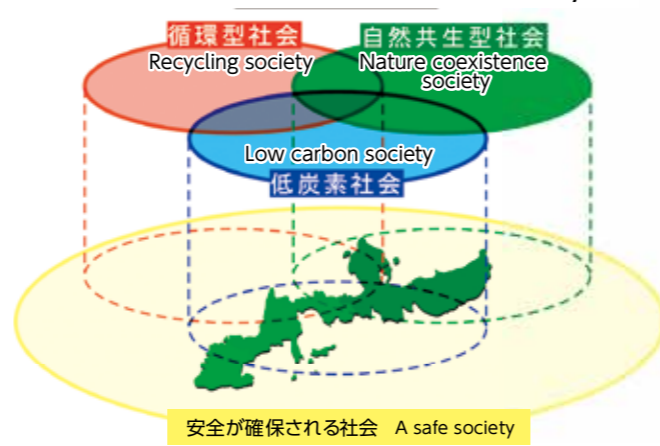 循環型社会
Recycling society
自然共生型社会
Nature coexistence
society
Low carbon society
低炭素社会
安全が確保される社会 A safe society